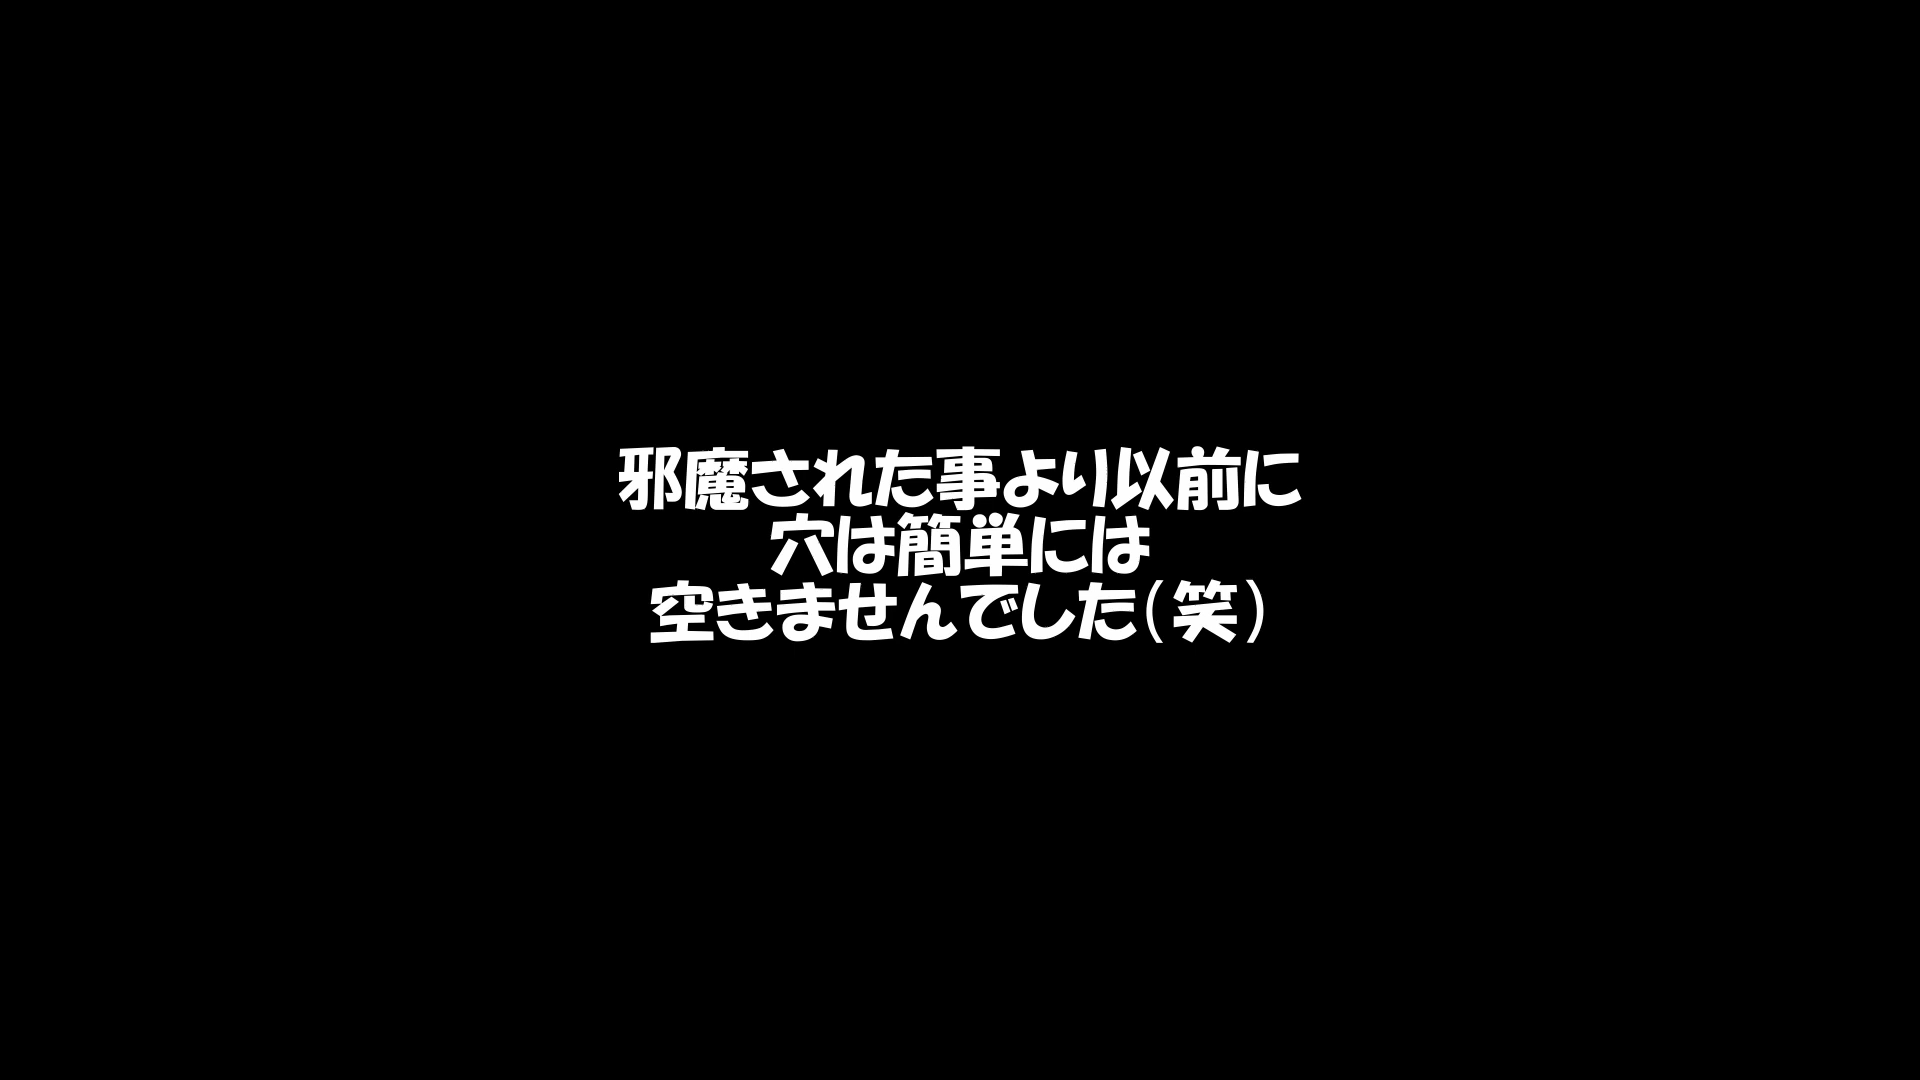 邪魔された事より以前に
穴は簡単には
空きませんでした(笑)